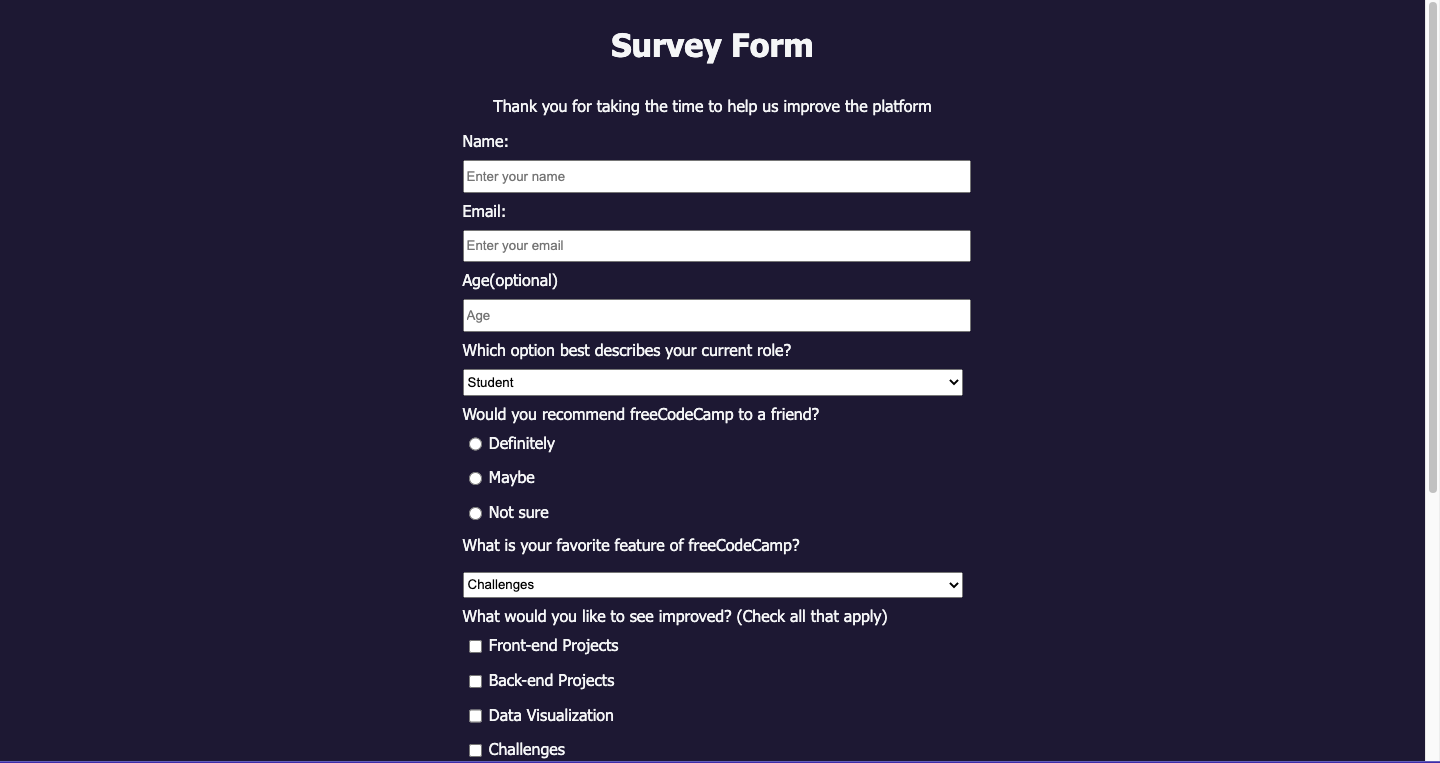 Survey Form
Thank you for taking the time to help us improve the platform
Name:
Enter your name
Email:
Enter your email
Age(optional)
Age
Which option best describes your current role?
Student
Would you recommend freeCodeCamp to a friend?
Definitely
Maybe
Not sure
What is your favorite feature of freeCodeCamp?
Challenges
What would you like to see improved? (Check all that apply)
Front-end Projects
Back-end Projects
Data Visualization
Challenges